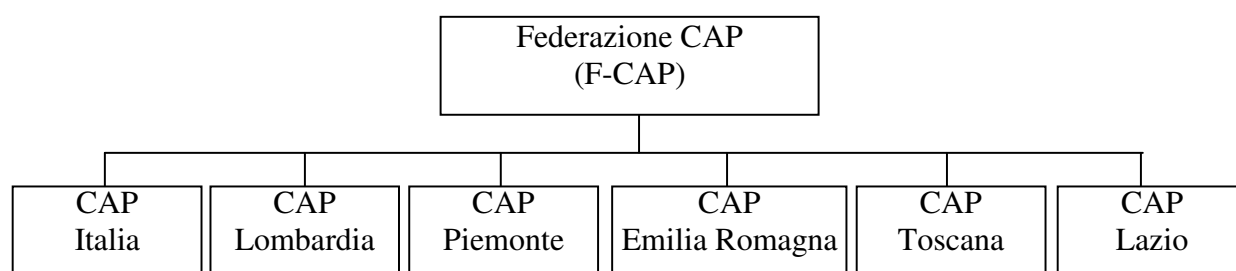 Federazione CAP
(F-CAP)
CAP
Italia
CAP
Lombardia
CAP
Piemonte
CAP
Emilia Romagna
CAP
Toscana
CAP
Lazio